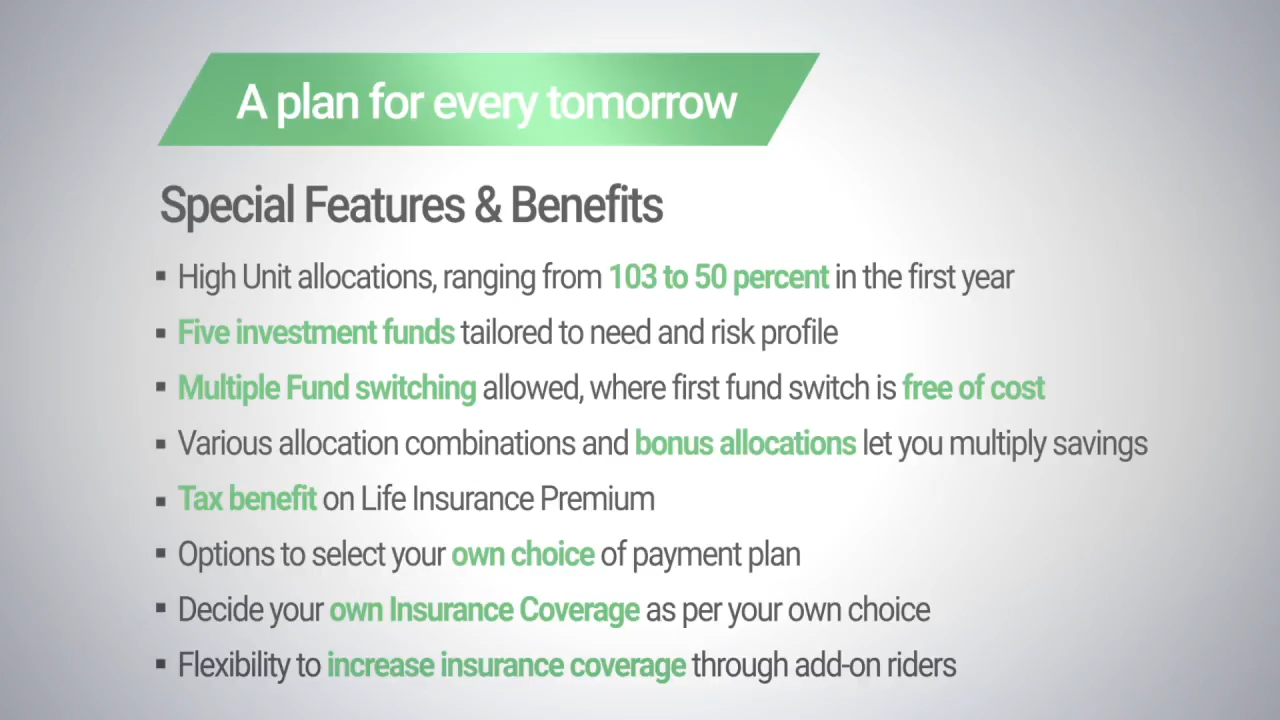 A plan for every tomorrow
Special Features & Benefits
▪ High Unit allocations, ranging from 103 to 50 percent in the first year
▪ Five investment funds tailored to need and risk profile
▪ Multiple Fund switching allowed, where first fund switch is free of cost
▪ Various allocation combinations and bonus allocations let you multiply savings
▪ Tax benefit on Life Insurance Premium
▪ Options to select your own choice of payment plan
▪ Decide your own Insurance Coverage as per your own choice
▪ Flexibility to increase insurance coverage through add-on riders